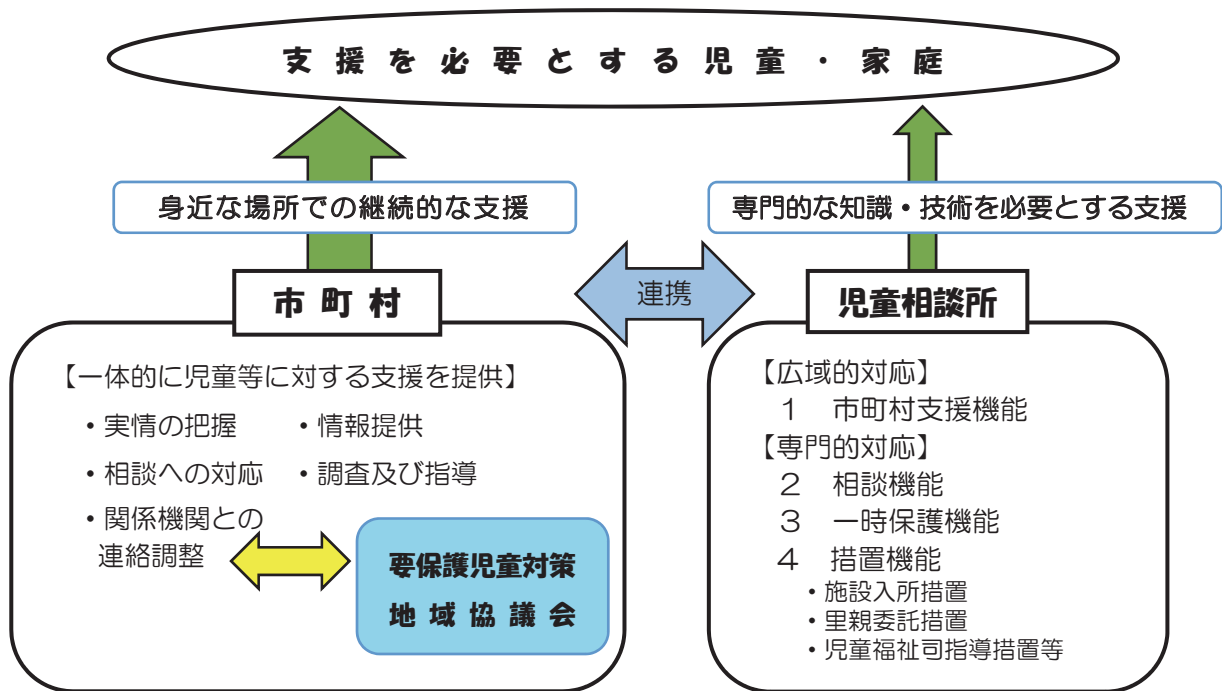 支援を必要とする児童・家庭
身近な場所での継続的な支援
専門的な知識・技術を必要とする支援
市町村
連携
児童相談所
【一体的に児童等に対する支援を提供】
・実情の把握 ・情報提供
・相談への対応 ・調査及び指導
・関係機関との
連絡調整
要保護児童対策
地域協議会
【広域的対応】
1 市町村支援機能
【専門的対応】
2 相談機能
3 一時保護機能
4 措置機能
・施設入所措置
・里親委託措置
・児童福祉司指導措置等